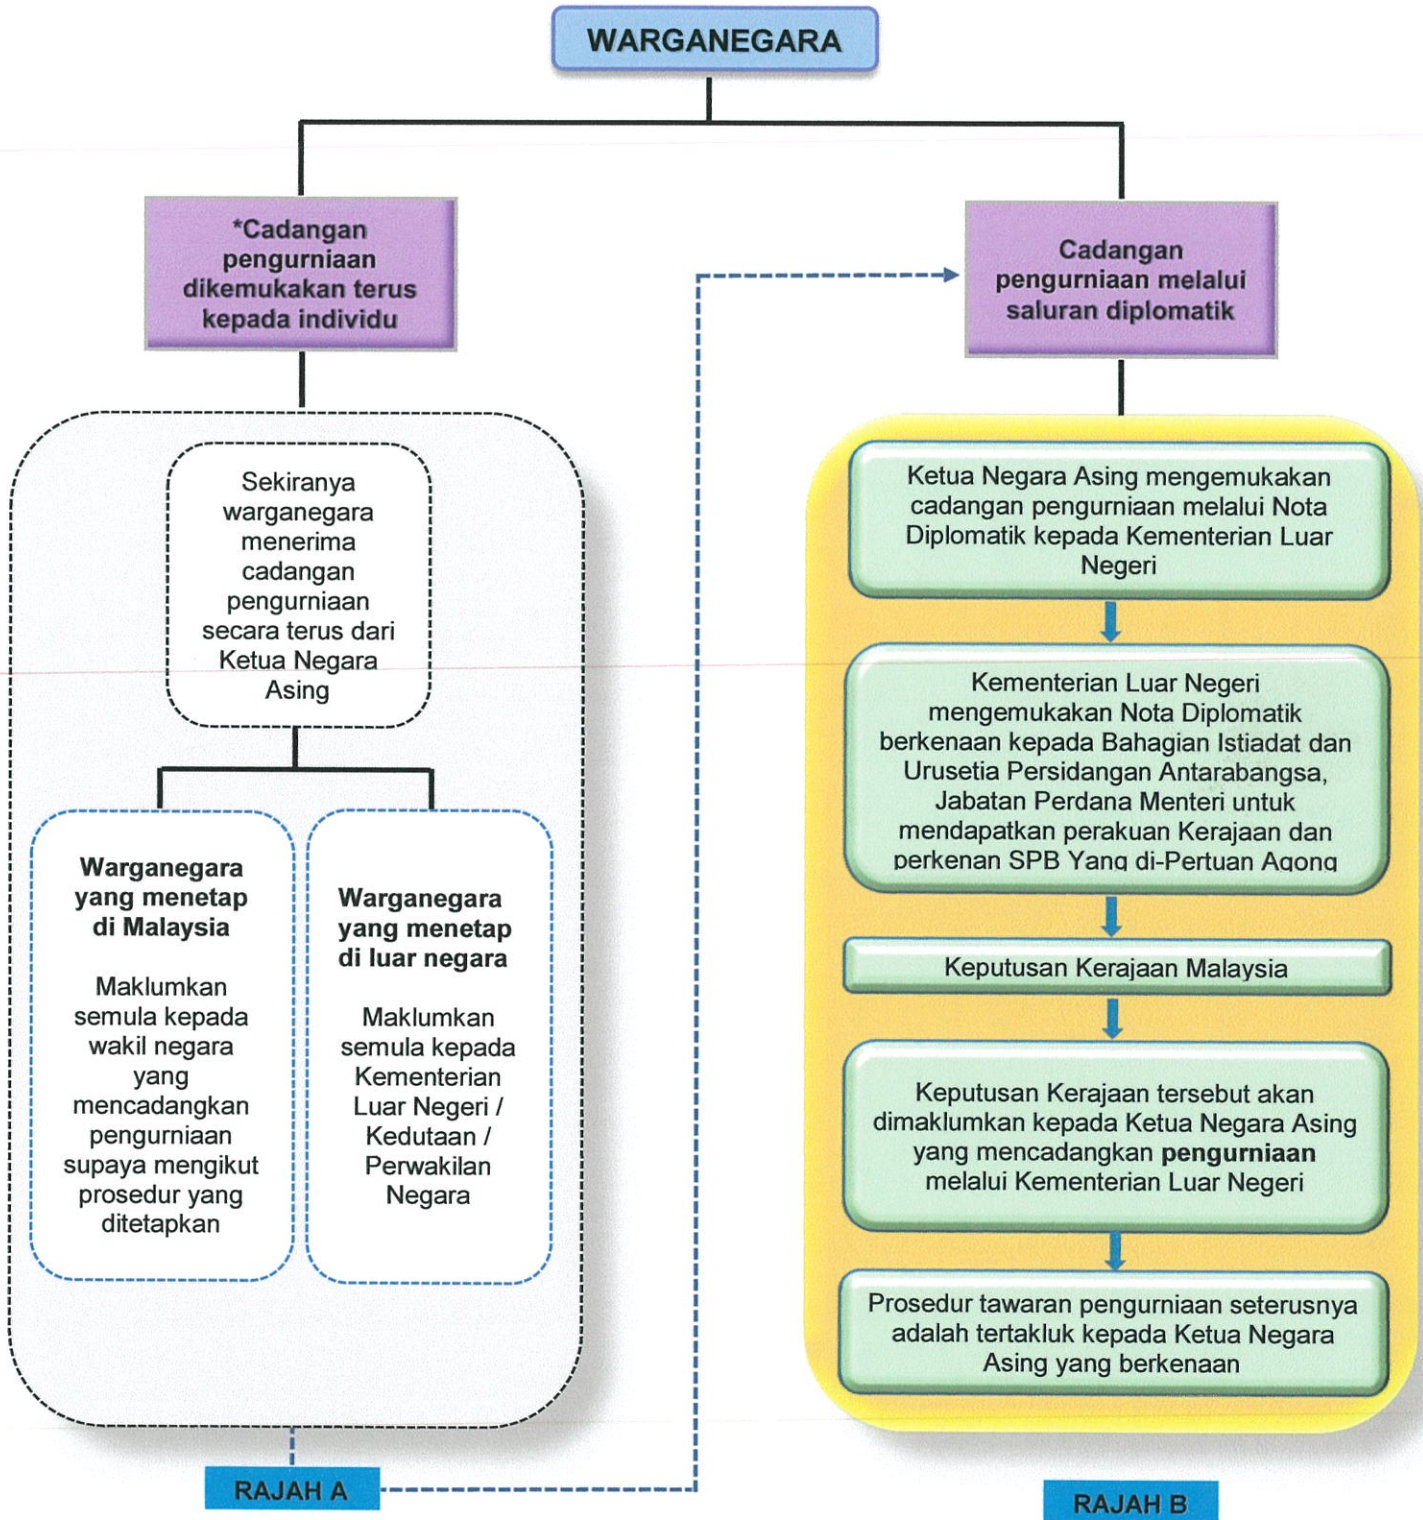 WARGANEGARA
*Cadangan
pengurniaan
dikemukakan terus
kepada individu
Sekiranya
warganegara
menerima
cadangan
pengurniaan
secara terus dari
Ketua Negara
Asing
Warganegara
yang menetap
di Malaysia
Maklumkan
semula kepada
wakil negara
yang
mencadangkan
pengurniaan
supaya mengikut
prosedur yang
ditetapkan
Warganegara
yang menetap
di luar negara
Maklumkan
semula kepada
Kementerian
Luar Negeri /
Kedutaan /
Perwakilan
Negara
RAJAH A
Cadangan
pengurniaan melalui
saluran diplomatik
Ketua Negara Asing mengemukakan
cadangan pengurniaan melalui Nota
Diplomatik kepada Kementerian Luar
Negeri
Kementerian Luar Negeri
mengemukakan Nota Diplomatik
berkenaan kepada Bahagian Istiadat dan
Urusetia Persidangan Antarabangsa,
Jabatan Perdana Menteri untuk
mendapatkan perakuan Kerajaan dan
perkenan SPB Yang di-Pertuan Agong
Keputusan Kerajaan Malaysia
Keputusan Kerajaan tersebut akan
dimaklumkan kepada Ketua Negara Asing
yang mencadangkan pengurniaan
melalui Kementerian Luar Negeri
Prosedur tawaran pengurniaan seterusnya
adalah tertakluk kepada Ketua Negara
Asing yang berkenaan
RAJAH B